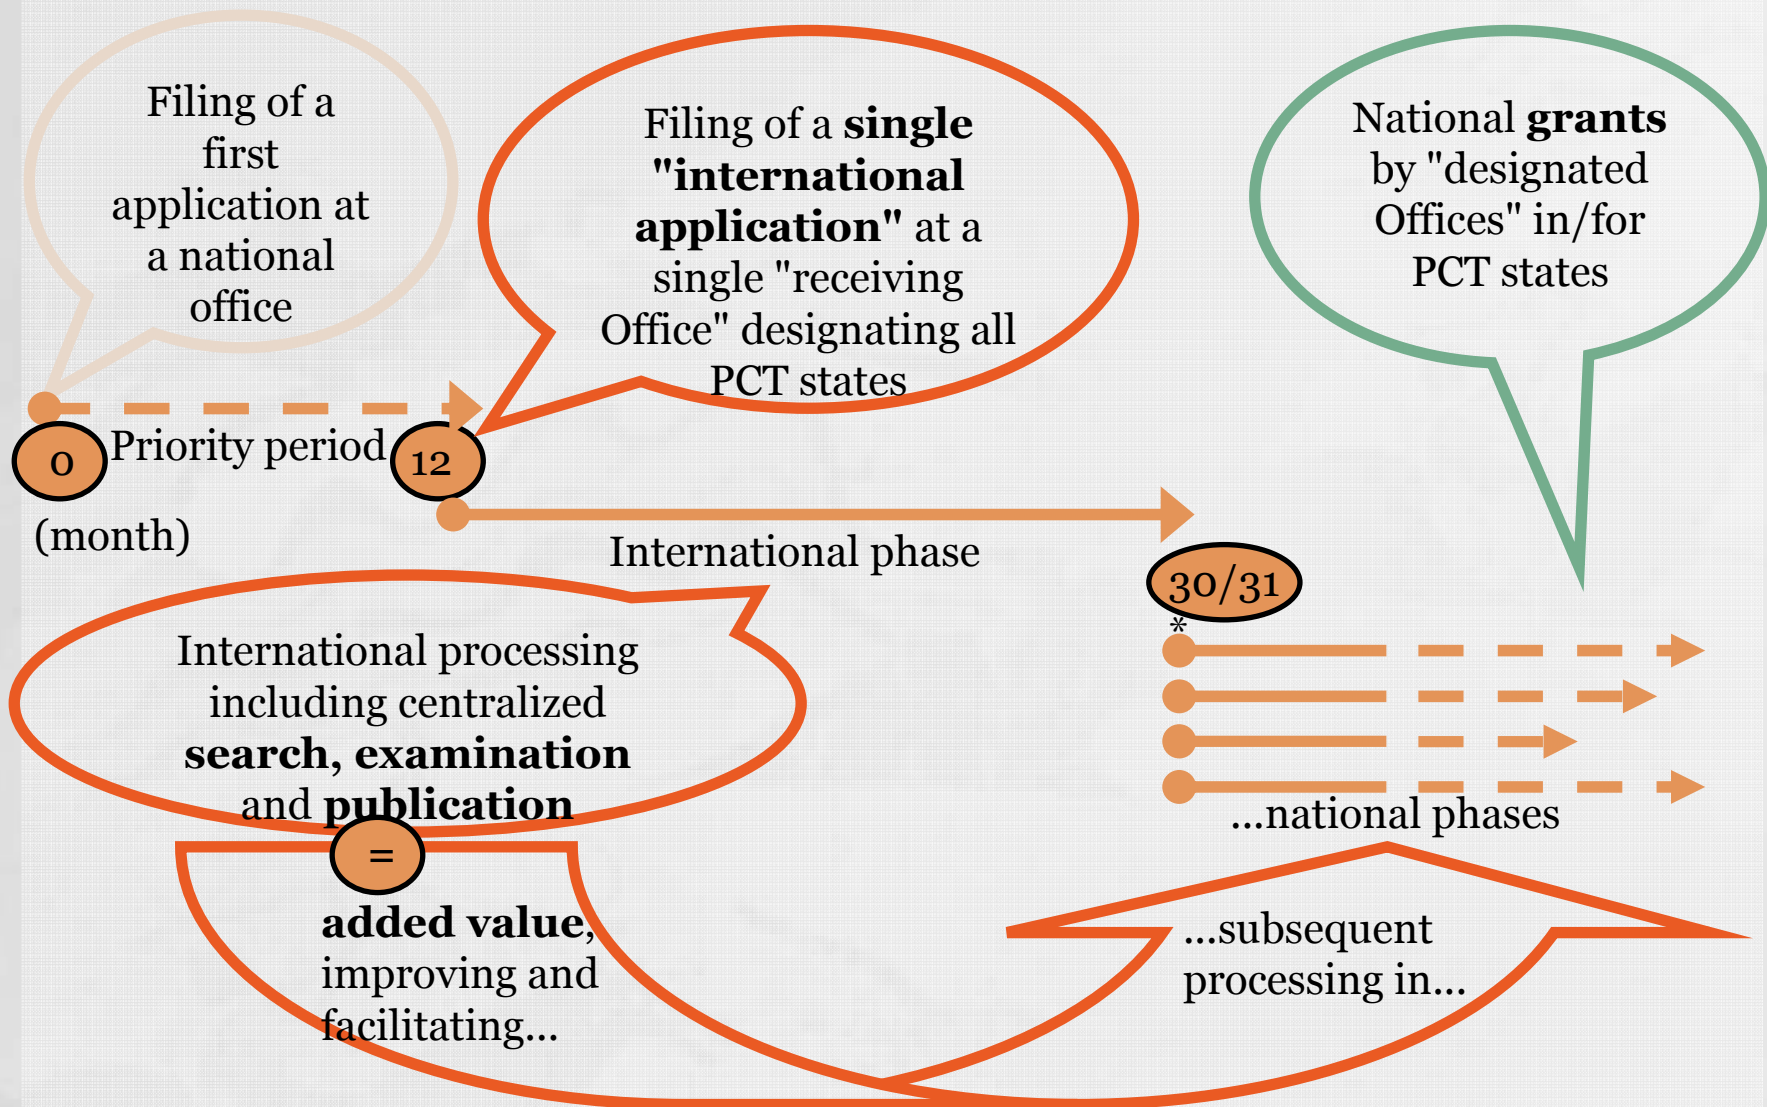 Filing of a
first
application at
a national
office
Filing of a single
"international
application" at a
single "receiving
Office" designating all
PCT states
National grants
by "designated
Offices" in/for
PCT states
0
Priority period
12
(month)
International phase
30/31
*
International processing
including centralized
search, examination
and publication
...national phases
=
added value,
improving and
facilitating...
...subsequent
processing in...